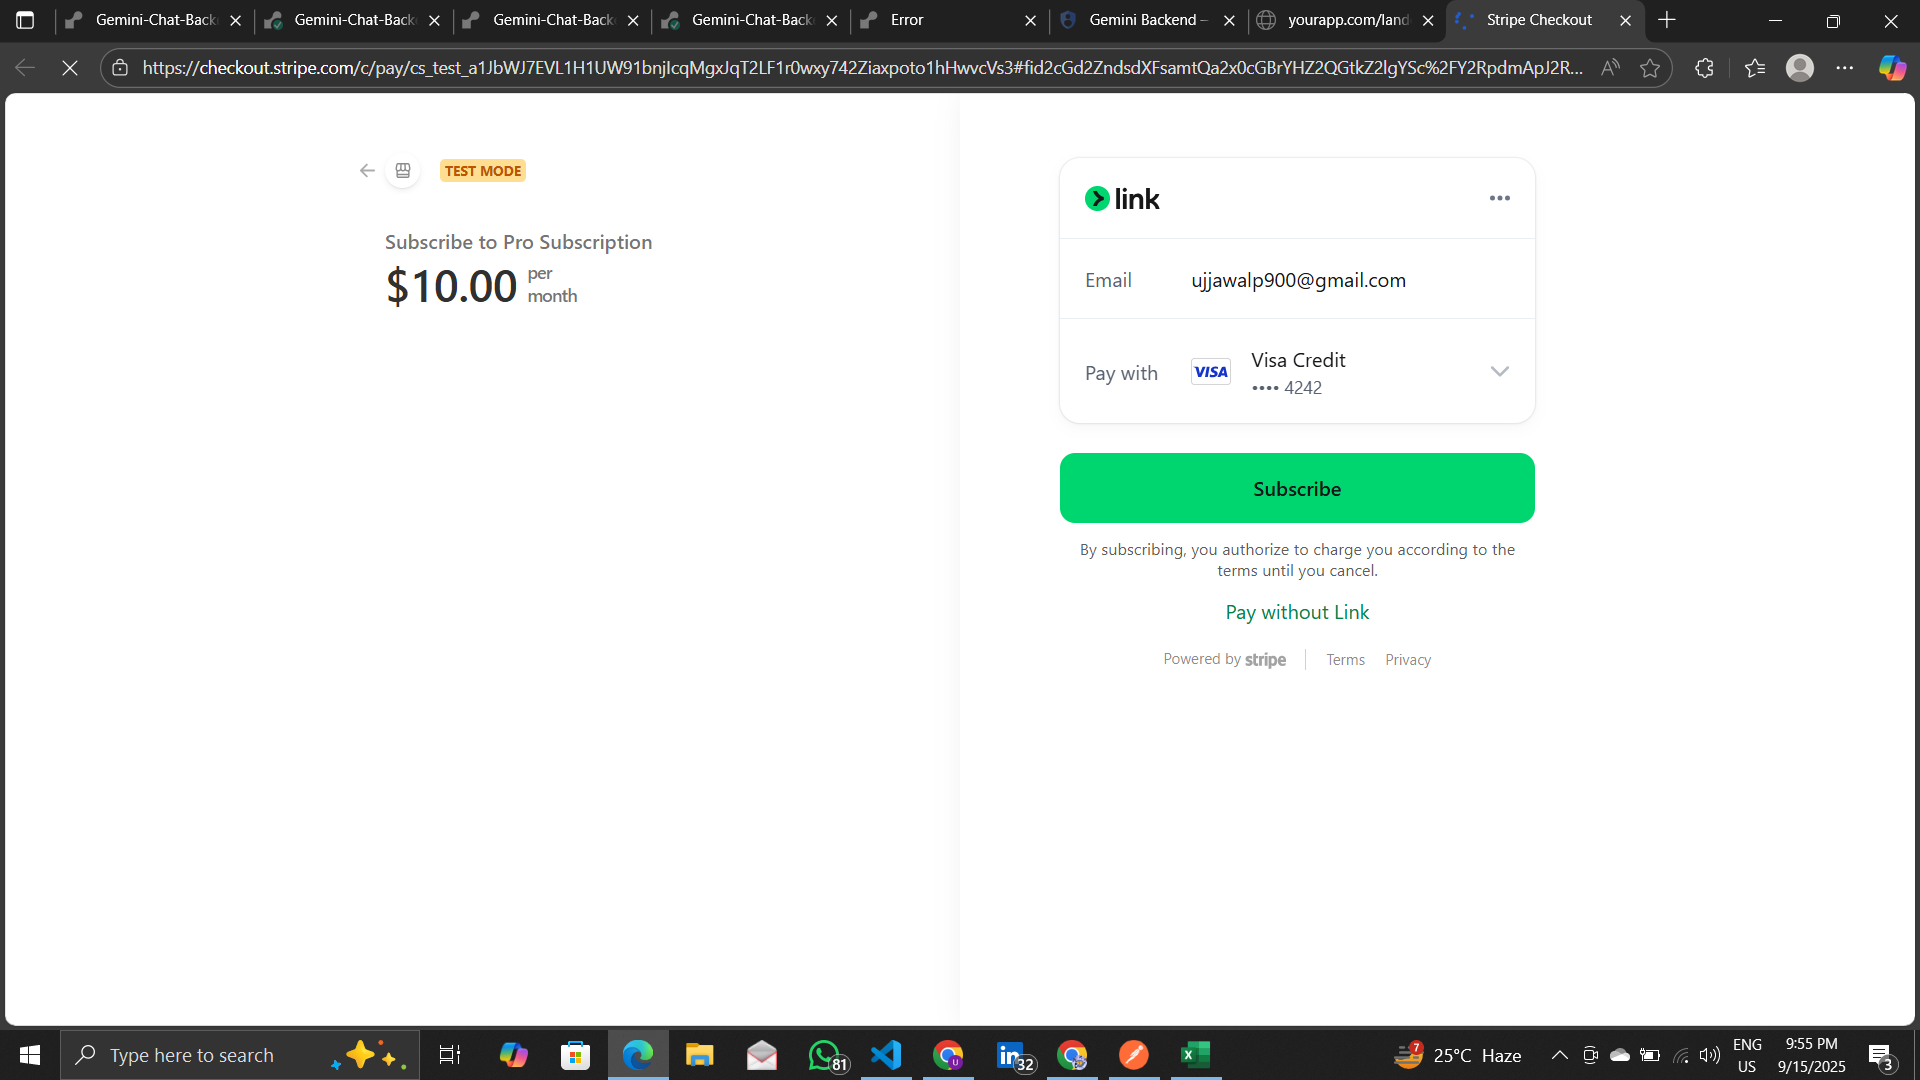 Gemini-Chat-Back
Gemini-Chat-Back
Gemini-Chat-Back
Gemini-Chat-Back
Error
Gemini Backend –
yourapp.com/land
Stripe Checkout
https://checkout.stripe.com/c/pay/cs_test_a1JbWJ7EVL1H1UW91bnjIcqMgxJqT2LF1r0wxy742Ziaxpoto1hHwvcVs3#fid2cGd2ZndsdXFsamtQa2x0cGBrYHZ2QGtkZ2lgYSc%2FY2RpdmApJ2R...
TEST MODE
Subscribe to Pro Subscription
$10.00 per month
link
Email ujjawalp900@gmail.com
Pay with VISA Visa Credit
•••• 4242
Subscribe
By subscribing, you authorize to charge you according to the
terms until you cancel.
Pay without Link
Powered by stripe Terms Privacy
Type here to search
81
U
in 32
7
25°C Haze
ENG
US
9:55 PM
9/15/2025
3